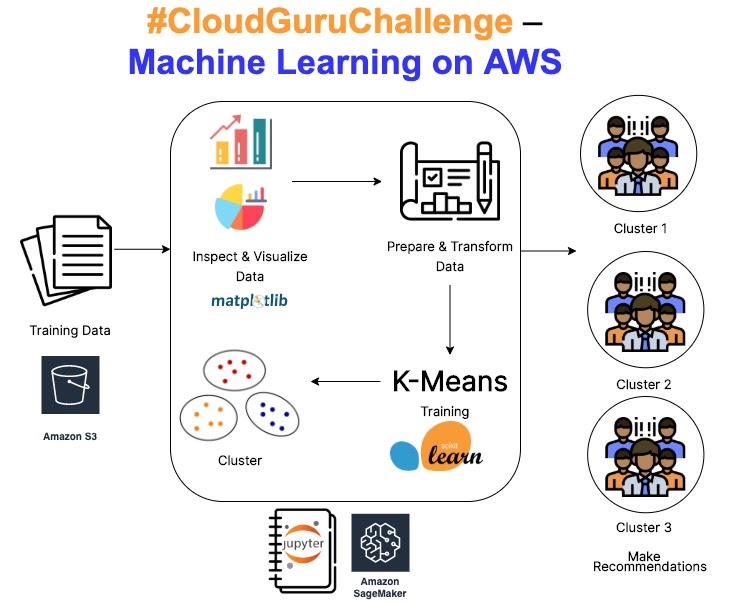 #CloudGuruChallenge –
Machine Learning on AWS
Training Data
Amazon S3
Inspect & Visualize
Data
matplotlib
Prepare & Transform
Data
K-Means
Training
scikit
learn
Cluster
jupyter
Amazon
SageMaker
Cluster 1
Cluster 2
Cluster 3
Make
Recommendations